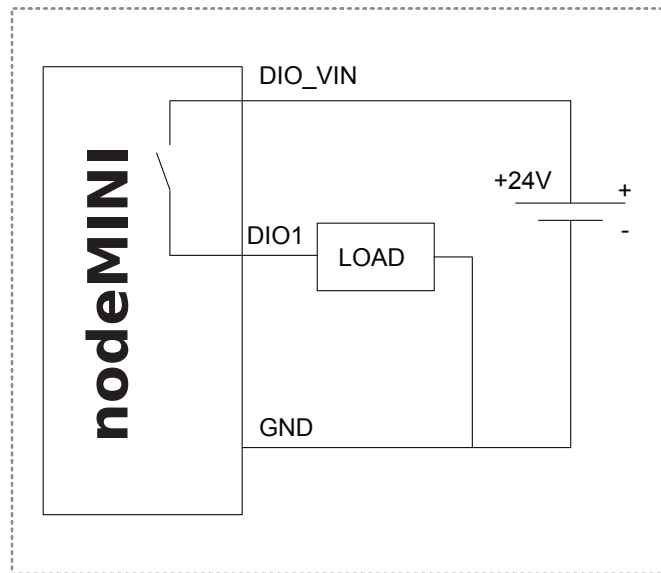 DIO_VIN
nodeMINI
+24V
+
-
DIO1
LOAD
GND